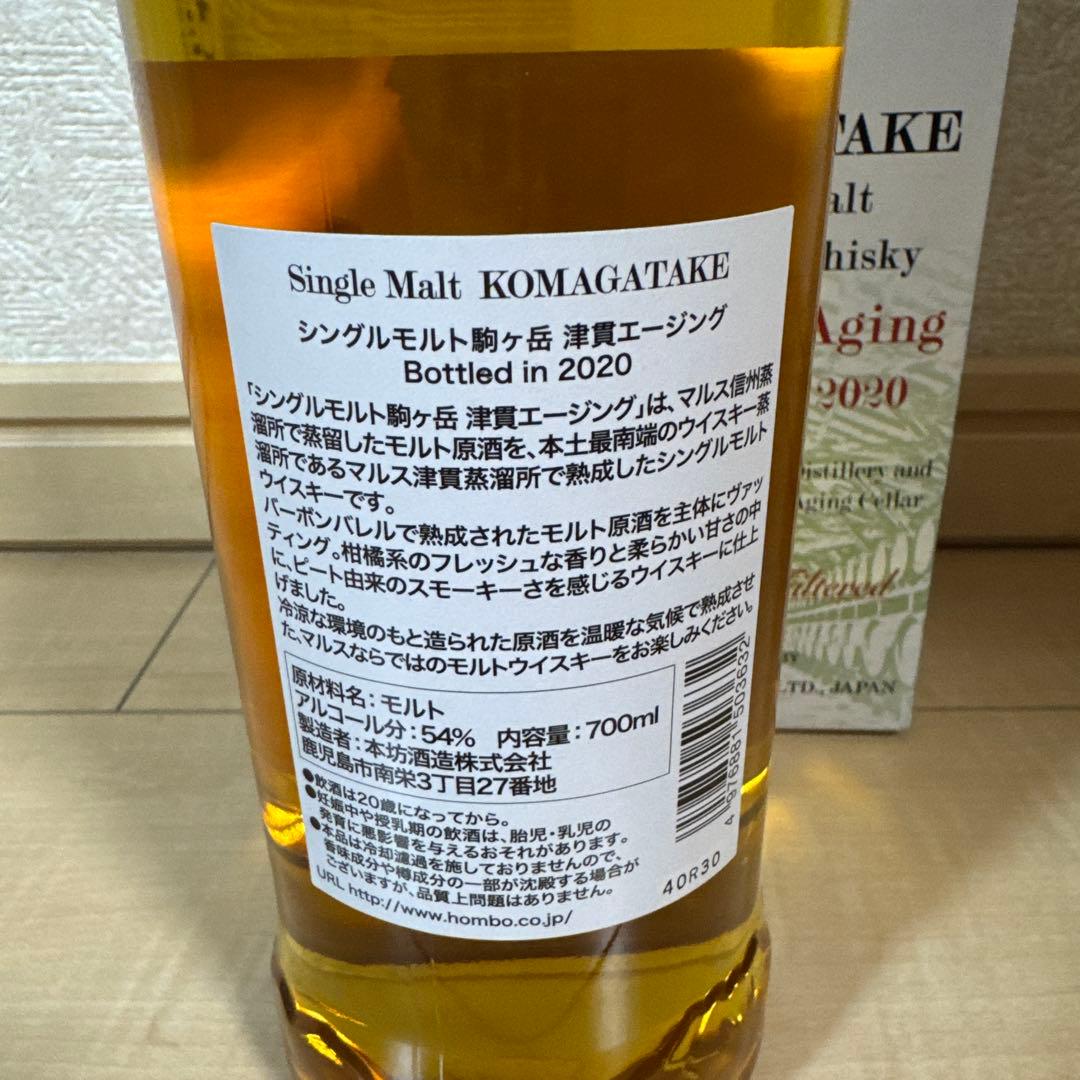 Single Malt KOMAGATAKE
シングルモルト駒ヶ岳 津貫エージング
Bottled in 2020
「シングルモルト駒ヶ岳 津貫エージング」は、マルス信州蒸
溜所で蒸留したモルト原酒を、本土最南端のウイスキー蒸
溜所であるマルス津貫蒸溜所で熟成したシングルモルト
ウイスキーです。
バーボンバレルで熟成されたモルト原酒を主体にヴァッ
ティング。柑橘系のフレッシュな香りと柔らかい甘さの中
に、ピート由来のスモーキーさを感じるウイスキーに仕上
げました。
冷涼な環境のもと造られた原酒を温暖な気候で熟成させ
た、マルスならではのモルトウイスキーをお楽しみください。
原材料名：モルト
アルコール分：54% 内容量：700ml
製造者：本坊酒造株式会社
鹿児島市南栄3丁目27番地
●飲酒は20歳になってから。
●妊娠中や授乳期の飲酒は、胎児・乳児の
発育に悪影響を与えるおそれがあります。
●本品は冷却濾過を施しておりませんので、
香味成分や樽成分の一部が沈殿する場合が
ございますが、品質上問題はありません。
URL http://www.hombo.co.jp/
4 976881 503632
40R30
TAKE
alt
hisky
Aging
2020
istillery and
Aging Cellar
filtered
LTD., JAPAN